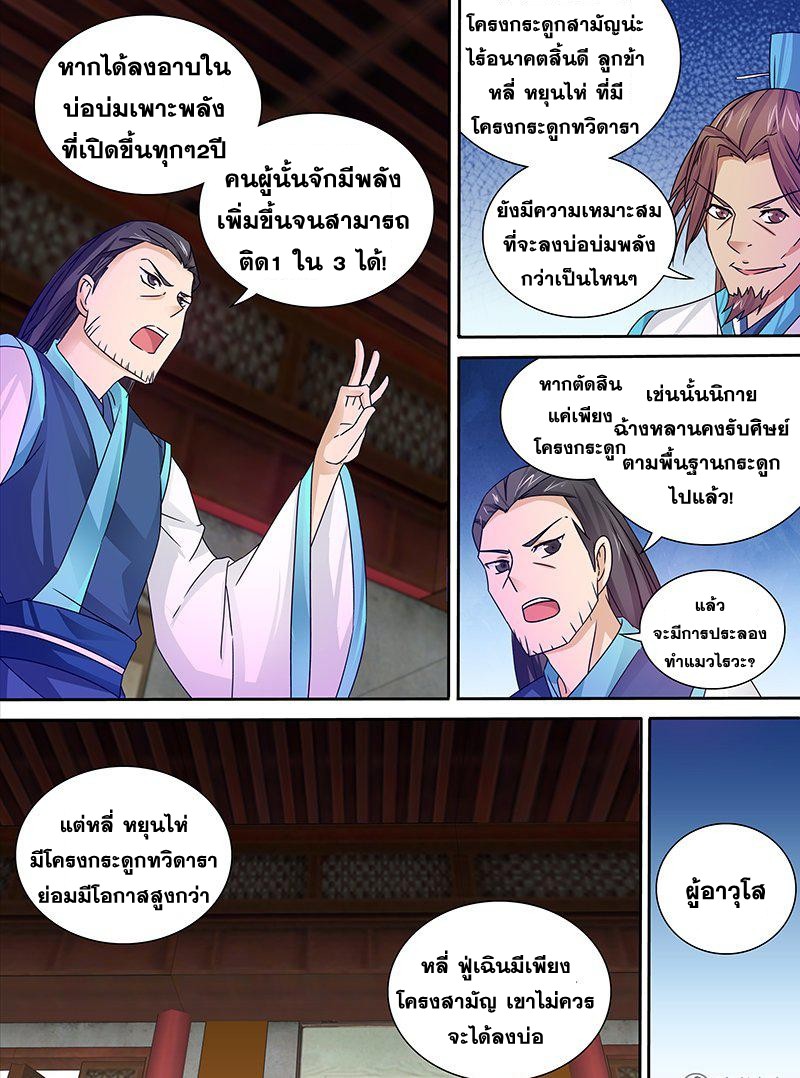 หากได้ลงอาบใน
บ่อบ่มเพาะพลัง
ที่เปิดขึ้นทุกๆ2ปี
คนผู้นั้นจักมีพลัง
เพิ่มขึ้นจนสามารถ
ติด1 ใน 3 ได้!
โครงกระดูกสามัญน่ะ
ไร้อนาคตสิ้นดี ลูกข้า
หลี่ หยุนไห่ ที่มี
โครงกระดูกทวิดารา
ยังมีความเหมาะสม
ที่จะลงบ่อบ่มพลัง
กว่าเป็นไหนๆ
หากตัดสิน
แค่เพียง
โครงกระดูก
เช่นนั้นนิกาย
ฉ้างหลานคงรับศิษย์
ตามพื้นฐานกระดูก
ไปแล้ว!
แล้ว
จะมีการประลอง
ทำแมวไรวะ?
แต่หลี่ หยุนไห่
มีโครงกระดูกทวิดารา
ย่อมมีโอกาสสูงกว่า
หลี่ ฟู่เฉินมีเพียง
โครงสามัญ เขาไม่ควร
จะได้ลงบ่อ
ผู้อาวุโส